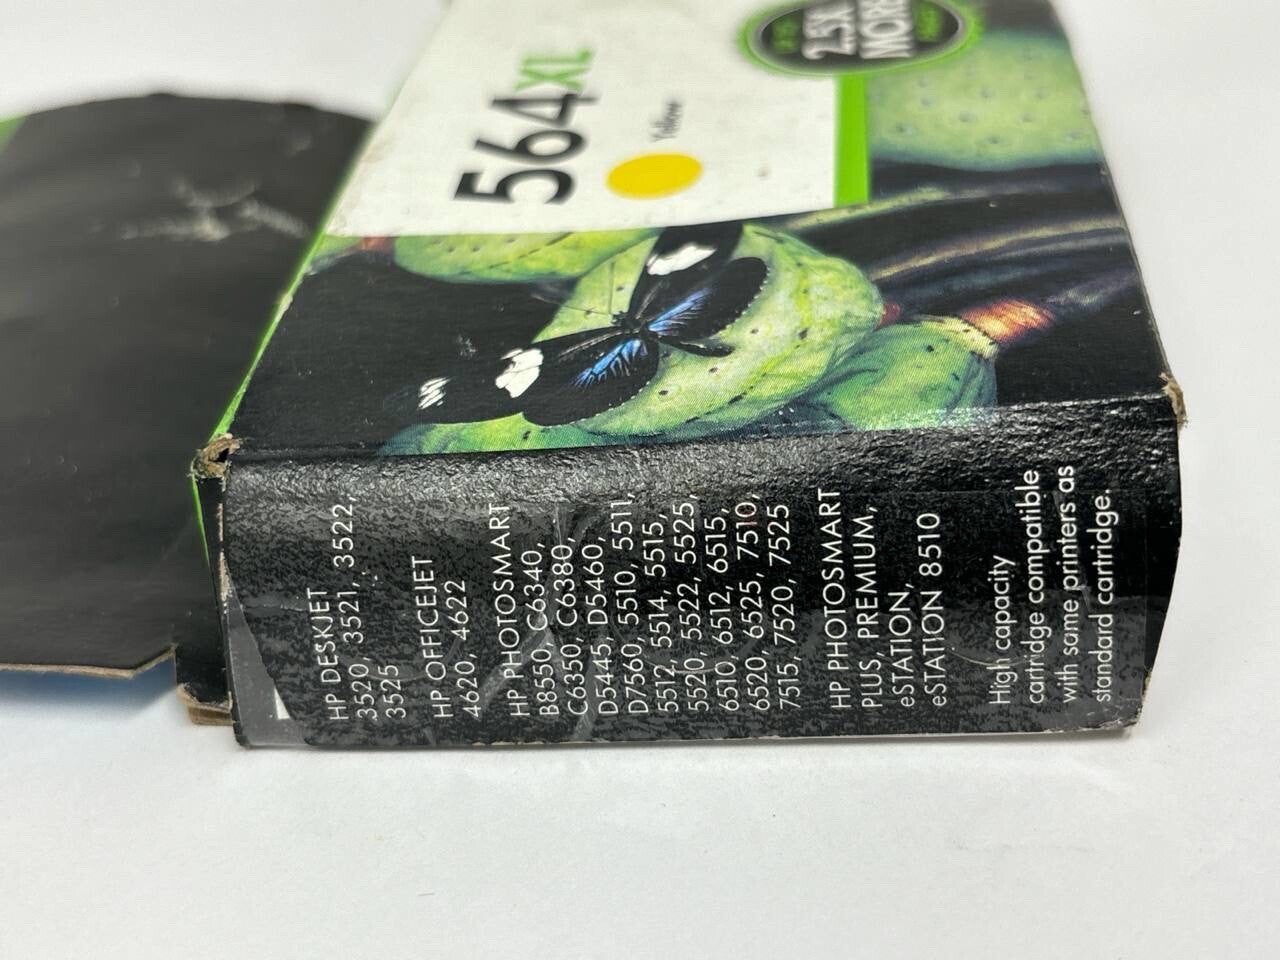 564XL
Yellow
2.5X
MORE
HP DESKJET
3520, 3521, 3522,
3525
HP OFFICEJET
4620, 4622
HP PHOTOSMART
B8550, C6340,
C6350, C6380,
D5445, D5460,
D7560, 5510, 5511,
5512, 5514, 5515,
5520, 5522, 5525,
6510, 6512, 6515,
6520, 6525, 7510,
7515, 7520, 7525
HP PHOTOSMART
PLUS, PREMIUM,
eSTATION,
eSTATION 8510
High capacity
cartridge compatible
with same printers as
standard cartridge.